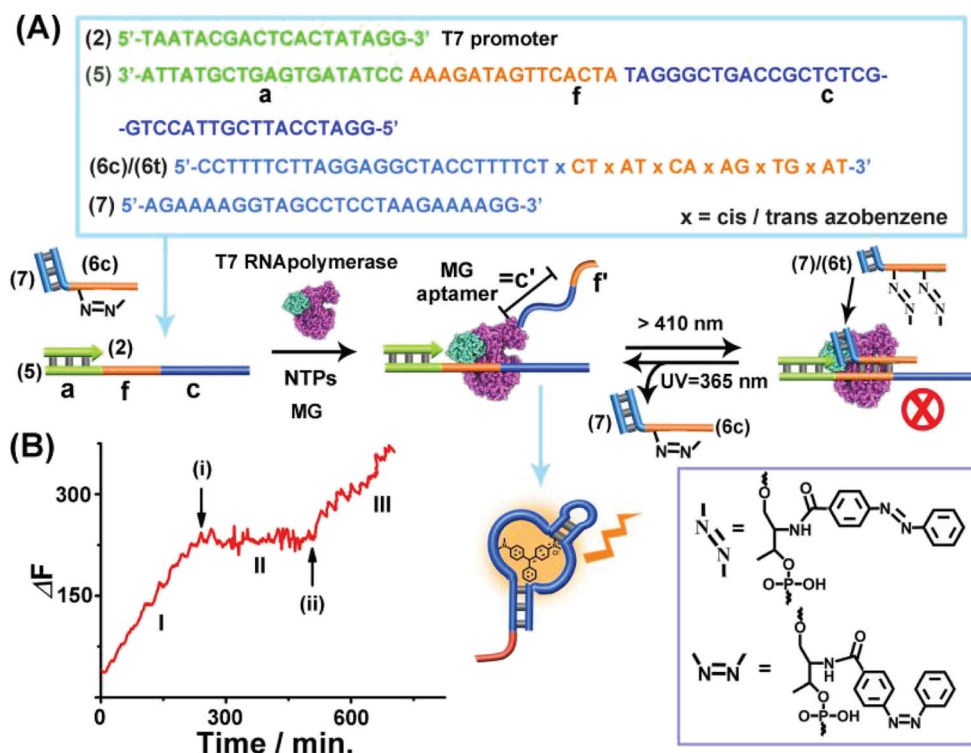 (A)
(2) 5'-TAATACGACTCACTATAGG-3' T7 promoter
(5) 3'-ATTATGCTGAGTGATATCC AAAGATAGTTCACTA TAGGGCTGACCGCTCTCG-
a f c
-GTCCATTGCTTACCTAGG-5'
(6c)/(6t) 5'-CCTTTTCTTAGGAGGCTACCTTTTCT x CT x AT x CA x AG x TG x AT-3'
(7) 5'-AGAAAAGGTAGCCTCCTAAGAAAAGG-3'
x = cis / trans azobenzene
(7) (6c)
N=N
(2)
(5)
a f c
T7 RNApolymerase
NTPs
MG
MG
aptamer
=c'
f'
> 410 nm
UV=365 nm
(7) (6c)
N=N
(7)/(6t)
N=N N=N
X
(B)
(i)
(ii)
I
II
III
300
150
ΔF
0 300 600
Time / min.
N=N =
O
NH
O
N
N
O
P-OH
O
N=N =
O
N
H
O
N=N
O
O=P-OH